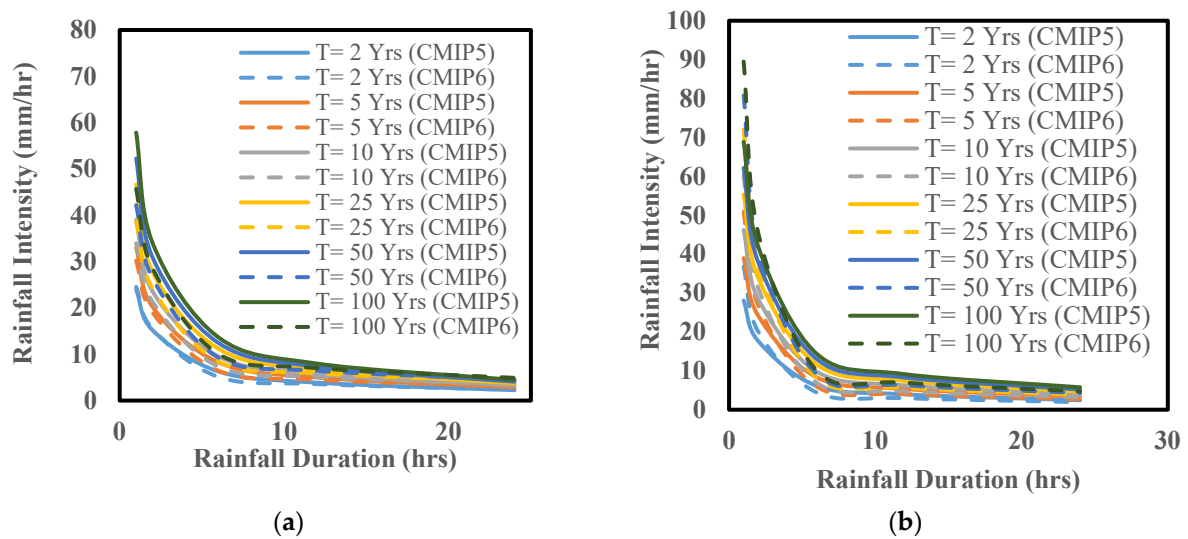 80
70
60
50
40
30
20
10
0
Rainfall Intensity (mm/hr)
T= 2 Yrs (CMIP5)
T= 2 Yrs (CMIP6)
T= 5 Yrs (CMIP5)
T= 5 Yrs (CMIP6)
T= 10 Yrs (CMIP5)
T= 10 Yrs (CMIP6)
T= 25 Yrs (CMIP5)
T= 25 Yrs (CMIP6)
T= 50 Yrs (CMIP5)
T= 50 Yrs (CMIP6)
T= 100 Yrs (CMIP5)
T= 100 Yrs (CMIP6)
0 10 20
Rainfall Duration (hrs)
(a)
100
90
80
70
60
50
40
30
20
10
0
Rainfall Intensity (mm/hr)
T= 2 Yrs (CMIP5)
T= 2 Yrs (CMIP6)
T= 5 Yrs (CMIP5)
T= 5 Yrs (CMIP6)
T= 10 Yrs (CMIP5)
T= 10 Yrs (CMIP6)
T= 25 Yrs (CMIP5)
T= 25 Yrs (CMIP6)
T= 50 Yrs (CMIP5)
T= 50 Yrs (CMIP6)
T= 100 Yrs (CMIP5)
T= 100 Yrs (CMIP6)
0 10 20 30
Rainfall Duration (hrs)
(b)